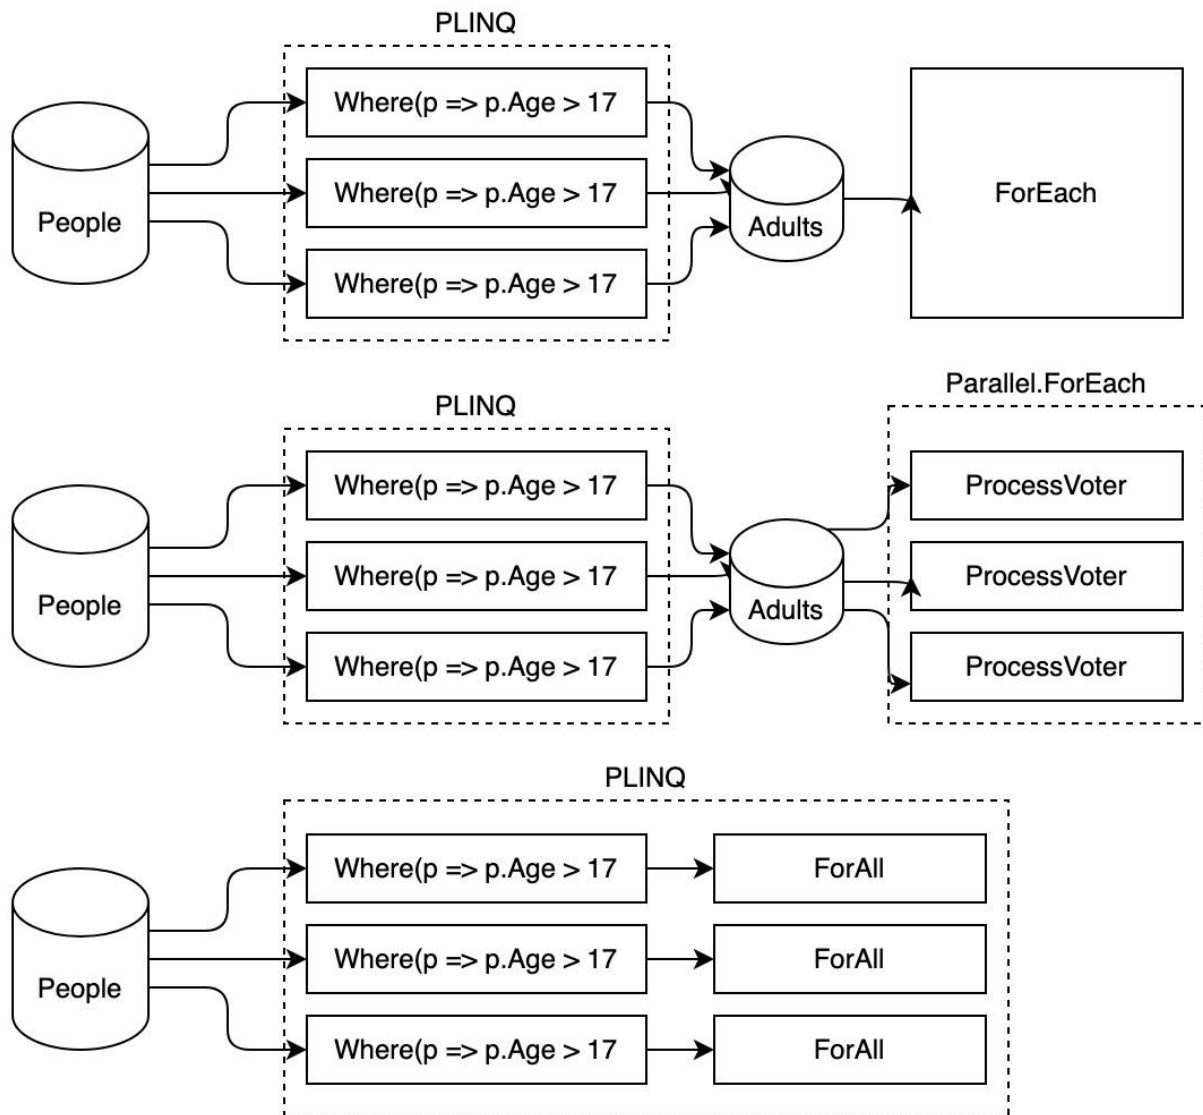 PLINQ
Where(p => p.Age > 17
Where(p => p.Age > 17
Where(p => p.Age > 17
People
Adults
ForEach
PLINQ
Parallel.ForEach
Where(p => p.Age > 17
Where(p => p.Age > 17
Where(p => p.Age > 17
People
Adults
ProcessVoter
ProcessVoter
ProcessVoter
PLINQ
Where(p => p.Age > 17
ForAll
Where(p => p.Age > 17
ForAll
Where(p => p.Age > 17
ForAll
People